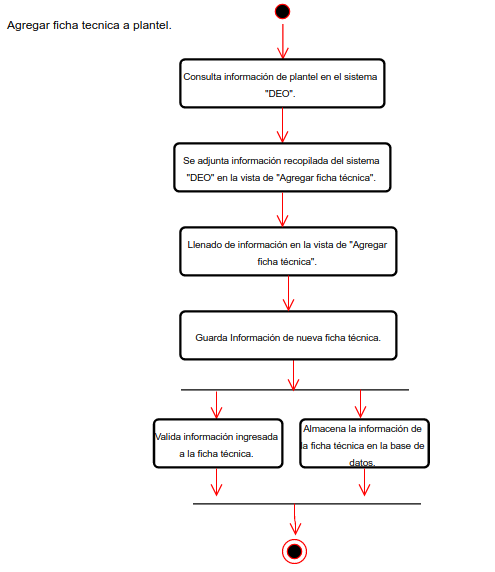 Agregar ficha tecnica a plantel.
Consulta información de plantel en el sistema
"DEO".
Se adjunta información recopilada del sistema
"DEO" en la vista de "Agregar ficha técnica".
Llenado de información en la vista de "Agregar
ficha técnica".
Guarda Información de nueva ficha técnica.
Valida información ingresada
a la ficha técnica.
Almacena la información de
la ficha técnica en la base de
datos.